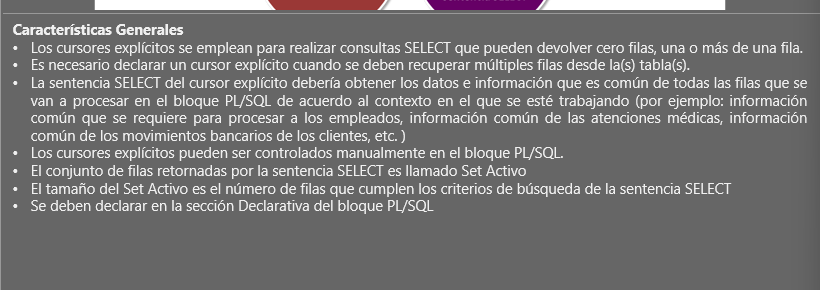 Características Generales
• Los cursores explícitos se emplean para realizar consultas SELECT que pueden devolver cero filas, una o más de una fila.
• Es necesario declarar un cursor explícito cuando se deben recuperar múltiples filas desde la(s) tabla(s).
• La sentencia SELECT del cursor explícito debería obtener los datos e información que es común de todas las filas que se
van a procesar en el bloque PL/SQL de acuerdo al contexto en el que se esté trabajando (por ejemplo: información
común que se requiere para procesar a los empleados, información común de las atenciones médicas, información
común de los movimientos bancarios de los clientes, etc. )
• Los cursores explícitos pueden ser controlados manualmente en el bloque PL/SQL.
• El conjunto de filas retornadas por la sentencia SELECT es llamado Set Activo
• El tamaño del Set Activo es el número de filas que cumplen los criterios de búsqueda de la sentencia SELECT
• Se deben declarar en la sección Declarativa del bloque PL/SQL